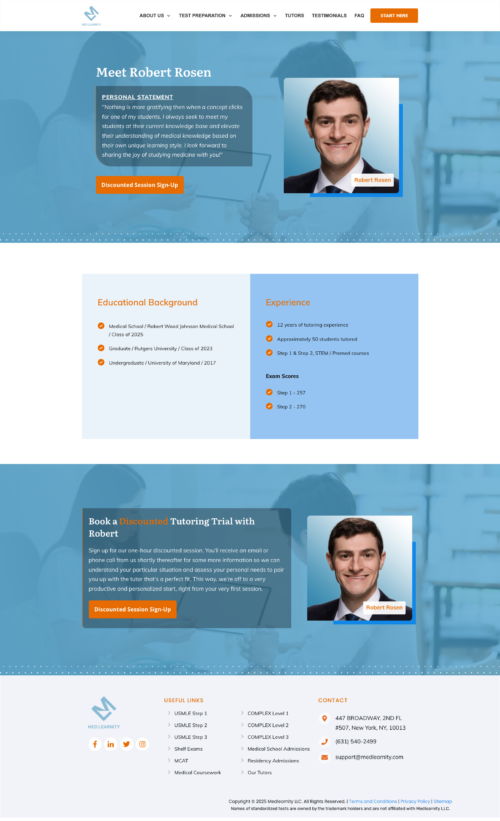 ABOUT US TEST PREPARATION ADMISSIONS TUTORS TESTIMONIALS FAQ START HERE
MEDLEARNITY
Meet Robert Rosen
PERSONAL STATEMENT
"Nothing is more gratifying then when a concept clicks
for one of my students. I always seek to meet my
students at their current knowledge base and elevate
their understanding of medical knowledge based on
their own unique learning style. I look forward to
sharing the joy of studying medicine with you!"
Robert Rosen
Discounted Session Sign-Up
Educational Background
Medical School / Robert Wood Johnson Medical School
/ Class of 2025
Graduate / Rutgers University / Class of 2023
Undergraduate / University of Maryland / 2017
Experience
12 years of tutoring experience
Approximately 50 students tutored
Step 1 & Step 2, STEM / Premed courses
Exam Scores
Step 1 - 257
Step 2 - 270
Book a Discounted Tutoring Trial with
Robert
Sign up for our one-hour discounted session. You'll receive an email or
phone call from us shortly thereafter for some more information so we can
understand your particular situation and assess your personal needs to pair
you up with the tutor that's a perfect fit. This way, we're off to a very
productive and personalized start, right from your very first session.
Discounted Session Sign-Up
Robert Rosen
MEDLEARNITY
USEFUL LINKS
USMLE Step 1
USMLE Step 2
USMLE Step 3
Shelf Exams
MCAT
Medical Coursework
COMPLEX Level 1
COMPLEX Level 2
COMPLEX Level 3
Medical School Admissions
Residency Admissions
Our Tutors
CONTACT
447 BROADWAY, 2ND FL
#507, New York, NY, 10013
(631) 540-2499
support@medlearnity.com
Copyright © 2025 Medlearnity LLC. All Rights Reserved. | Terms and Conditions | Privacy Policy | Sitemap
Names of standardized tests are owned by the trademark holders and are not affiliated with Medlearnity LLC.